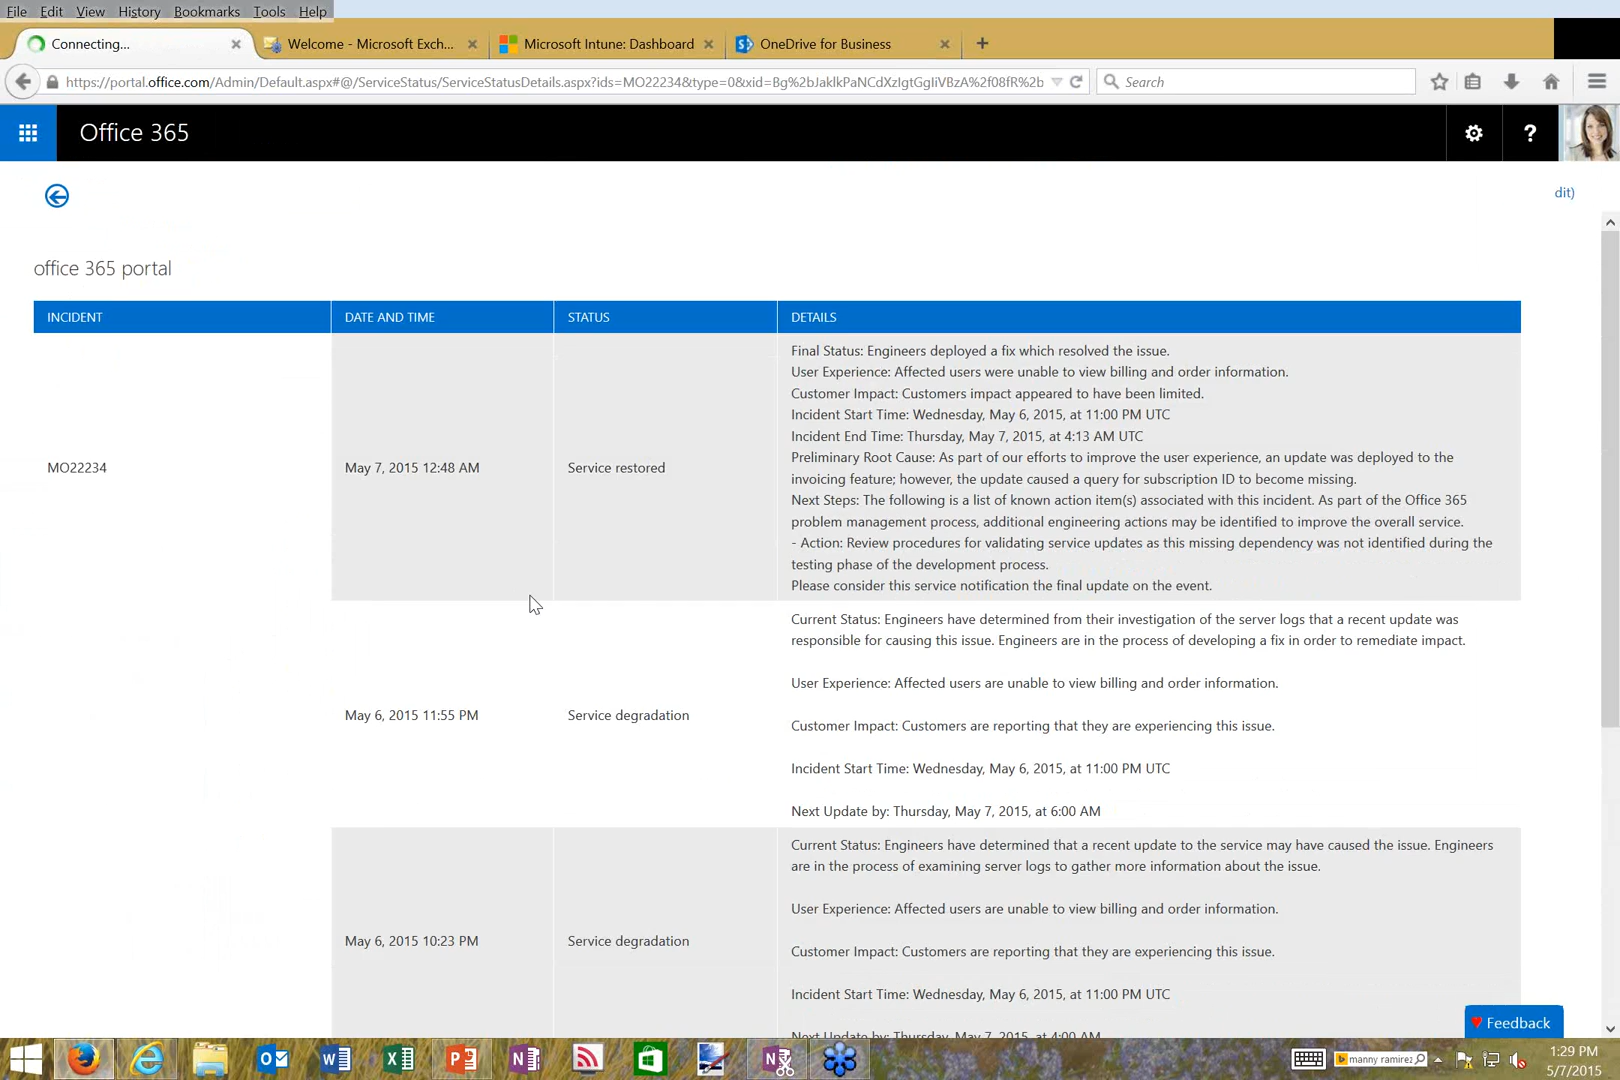 File Edit View History Bookmarks Tools Help
Connecting...
Welcome - Microsoft Exch...
Microsoft Intune: Dashboard
OneDrive for Business
https://portal.office.com/Admin/Default.aspx#@/ServiceStatus/ServiceStatusDetails.aspx?ids=MO22234&type=0&xid=Bg%2bJaklkPaNCdXzIgtGgIiVBzA%2f08fR%2b
Search
Office 365
?
dit)
office 365 portal
INCIDENT DATE AND TIME STATUS DETAILS
Final Status: Engineers deployed a fix which resolved the issue.
User Experience: Affected users were unable to view billing and order information.
Customer Impact: Customers impact appeared to have been limited.
Incident Start Time: Wednesday, May 6, 2015, at 11:00 PM UTC
Incident End Time: Thursday, May 7, 2015, at 4:13 AM UTC
Preliminary Root Cause: As part of our efforts to improve the user experience, an update was deployed to the
MO22234 May 7, 2015 12:48 AM Service restored
invoicing feature; however, the update caused a query for subscription ID to become missing.
Next Steps: The following is a list of known action item(s) associated with this incident. As part of the Office 365
problem management process, additional engineering actions may be identified to improve the overall service.
- Action: Review procedures for validating service updates as this missing dependency was not identified during the
testing phase of the development process.
Please consider this service notification the final update on the event.
Current Status: Engineers have determined from their investigation of the server logs that a recent update was
responsible for causing this issue. Engineers are in the process of developing a fix in order to remediate impact.
User Experience: Affected users are unable to view billing and order information.
May 6, 2015 11:55 PM Service degradation
Customer Impact: Customers are reporting that they are experiencing this issue.
Incident Start Time: Wednesday, May 6, 2015, at 11:00 PM UTC
Next Update by: Thursday, May 7, 2015, at 6:00 AM
Current Status: Engineers have determined that a recent update to the service may have caused the issue. Engineers
are in the process of examining server logs to gather more information about the issue.
User Experience: Affected users are unable to view billing and order information.
May 6, 2015 10:23 PM Service degradation
Customer Impact: Customers are reporting that they are experiencing this issue.
Incident Start Time: Wednesday, May 6, 2015, at 11:00 PM UTC
Next Update by: Thursday, May 7, 2015, at 4:00 AM
Feedback
manny ramirez
1:29 PM
5/7/2015